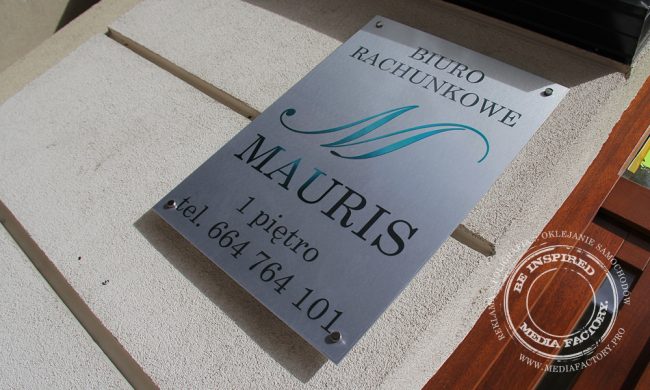 BIURO
RACHUNKOWE
M
MAURIS
1 piętro
tel. 664 764 101
OKLEJANIE SAMOCHODÓW
BE INSPIRED
MEDIA FACTORY.
WWW.MEDIAFACTORY.PRO